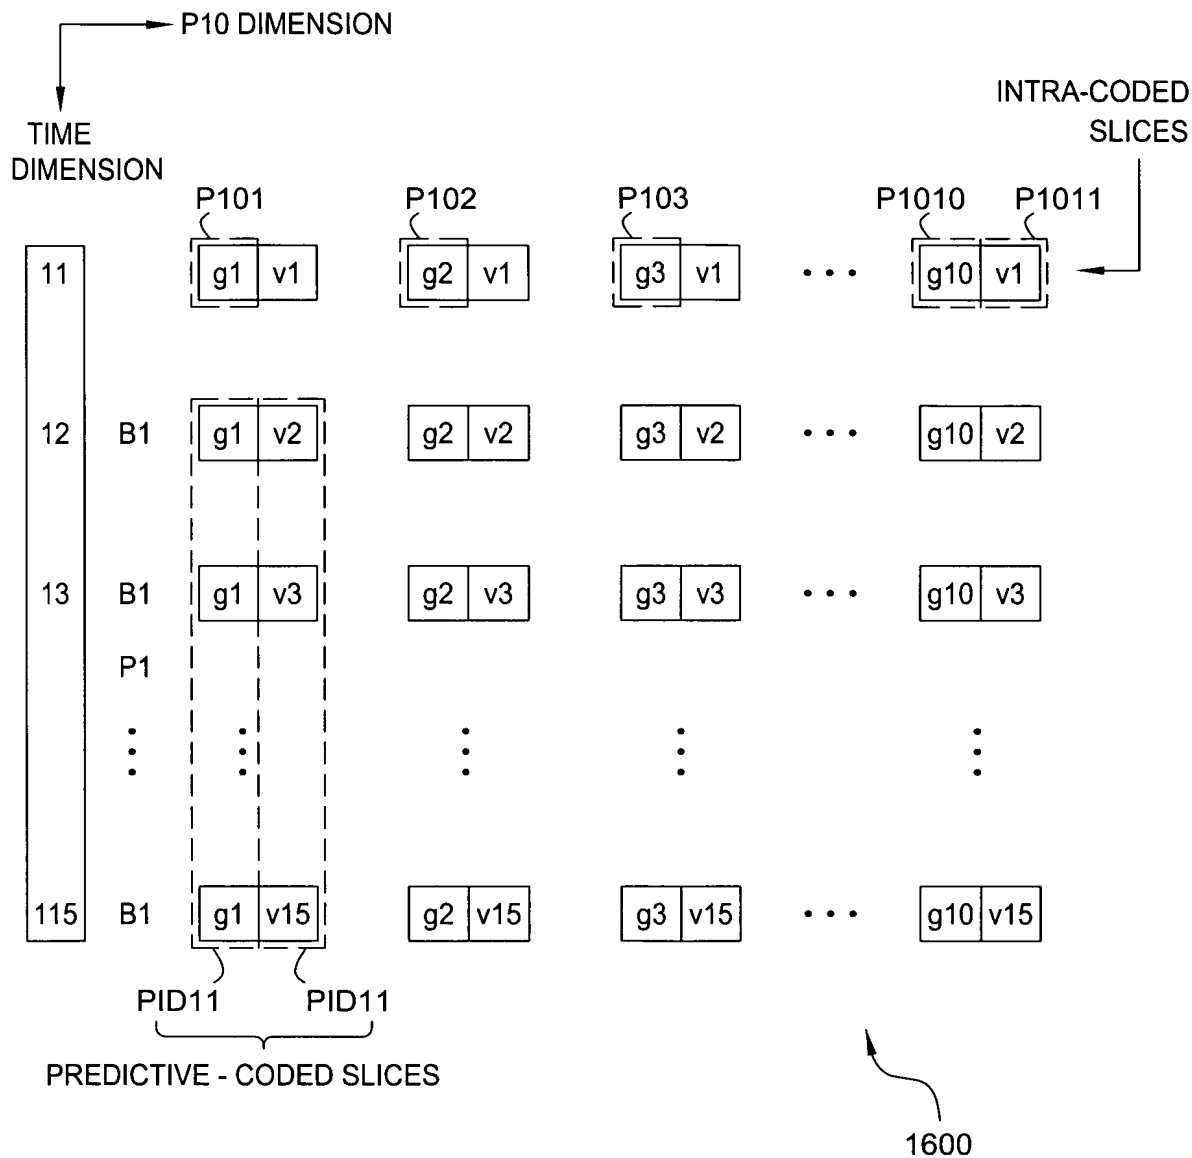 P10 DIMENSION
TIME
DIMENSION
INTRA-CODED
SLICES
P101 P102 P103 P1010 P1011
11 g1 v1 g2 v1 g3 v1 • • • g10 v1
12 B1 g1 v2 g2 v2 g3 v2 • • • g10 v2
13 B1 g1 v3 g2 v3 g3 v3 • • • g10 v3
P1
115 B1 g1 v15 g2 v15 g3 v15 • • • g10 v15
PID11 PID11
PREDICTIVE - CODED SLICES
1600